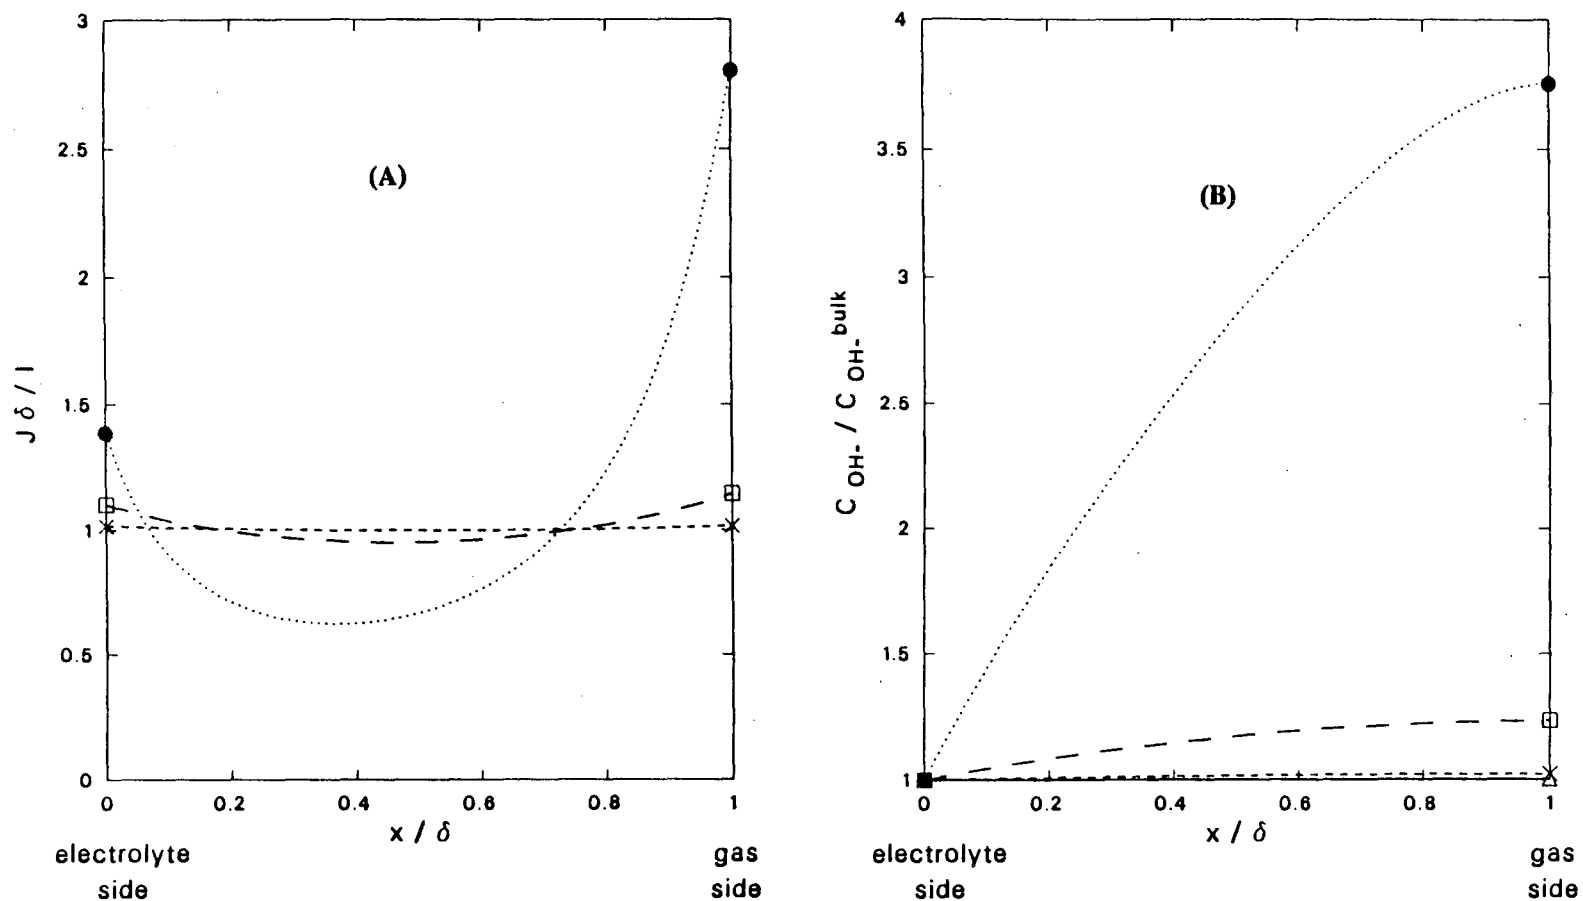 3
2.5
2
1.5
1
0.5
0
J δ / I
(A)
0 0.2 0.4 0.6 0.8 1
x / δ
electrolyte side
gas side
4
3.5
3
2.5
2
1.5
1
C OH- / C OH- bulk
(B)
0 0.2 0.4 0.6 0.8 1
x / δ
electrolyte side
gas side